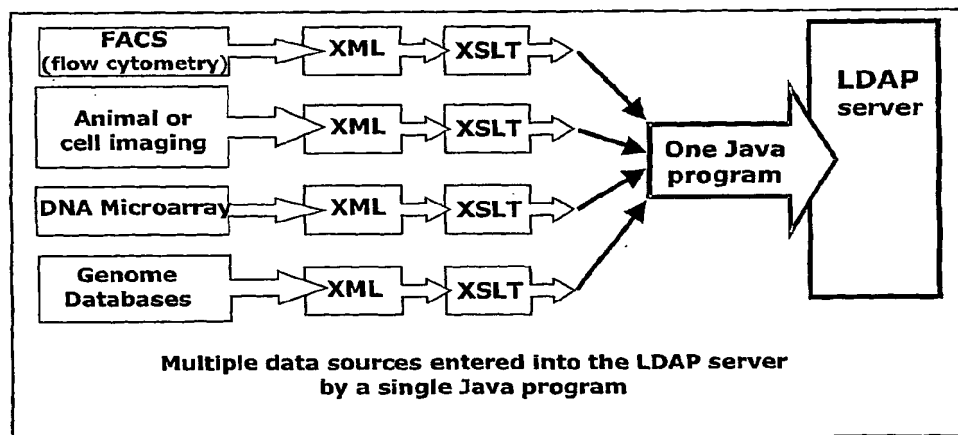 FACS
(flow cytometry)
XML
XSLT
Animal or
cell imaging
XML
XSLT
DNA Microarray
XML
XSLT
Genome
Databases
XML
XSLT
One Java
program
LDAP
server
Multiple data sources entered into the LDAP server
by a single Java program